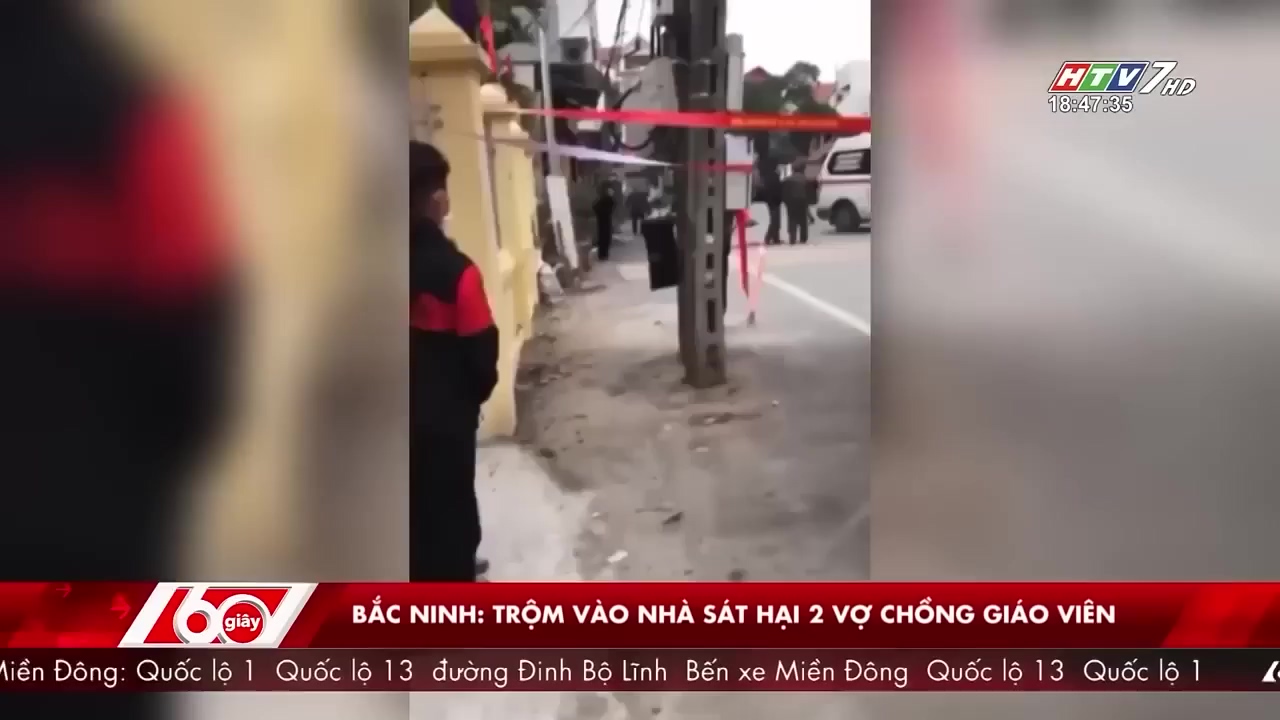 HTV7 HD
18:47:35
60 giây
BẮC NINH: TRỘM VÀO NHÀ SÁT HẠI 2 VỢ CHỒNG GIÁO VIÊN
Miền Đông: Quốc lộ 1 Quốc lộ 13 đường Đinh Bộ Lĩnh Bến xe Miền Đông Quốc lộ 13 Quốc lộ 1